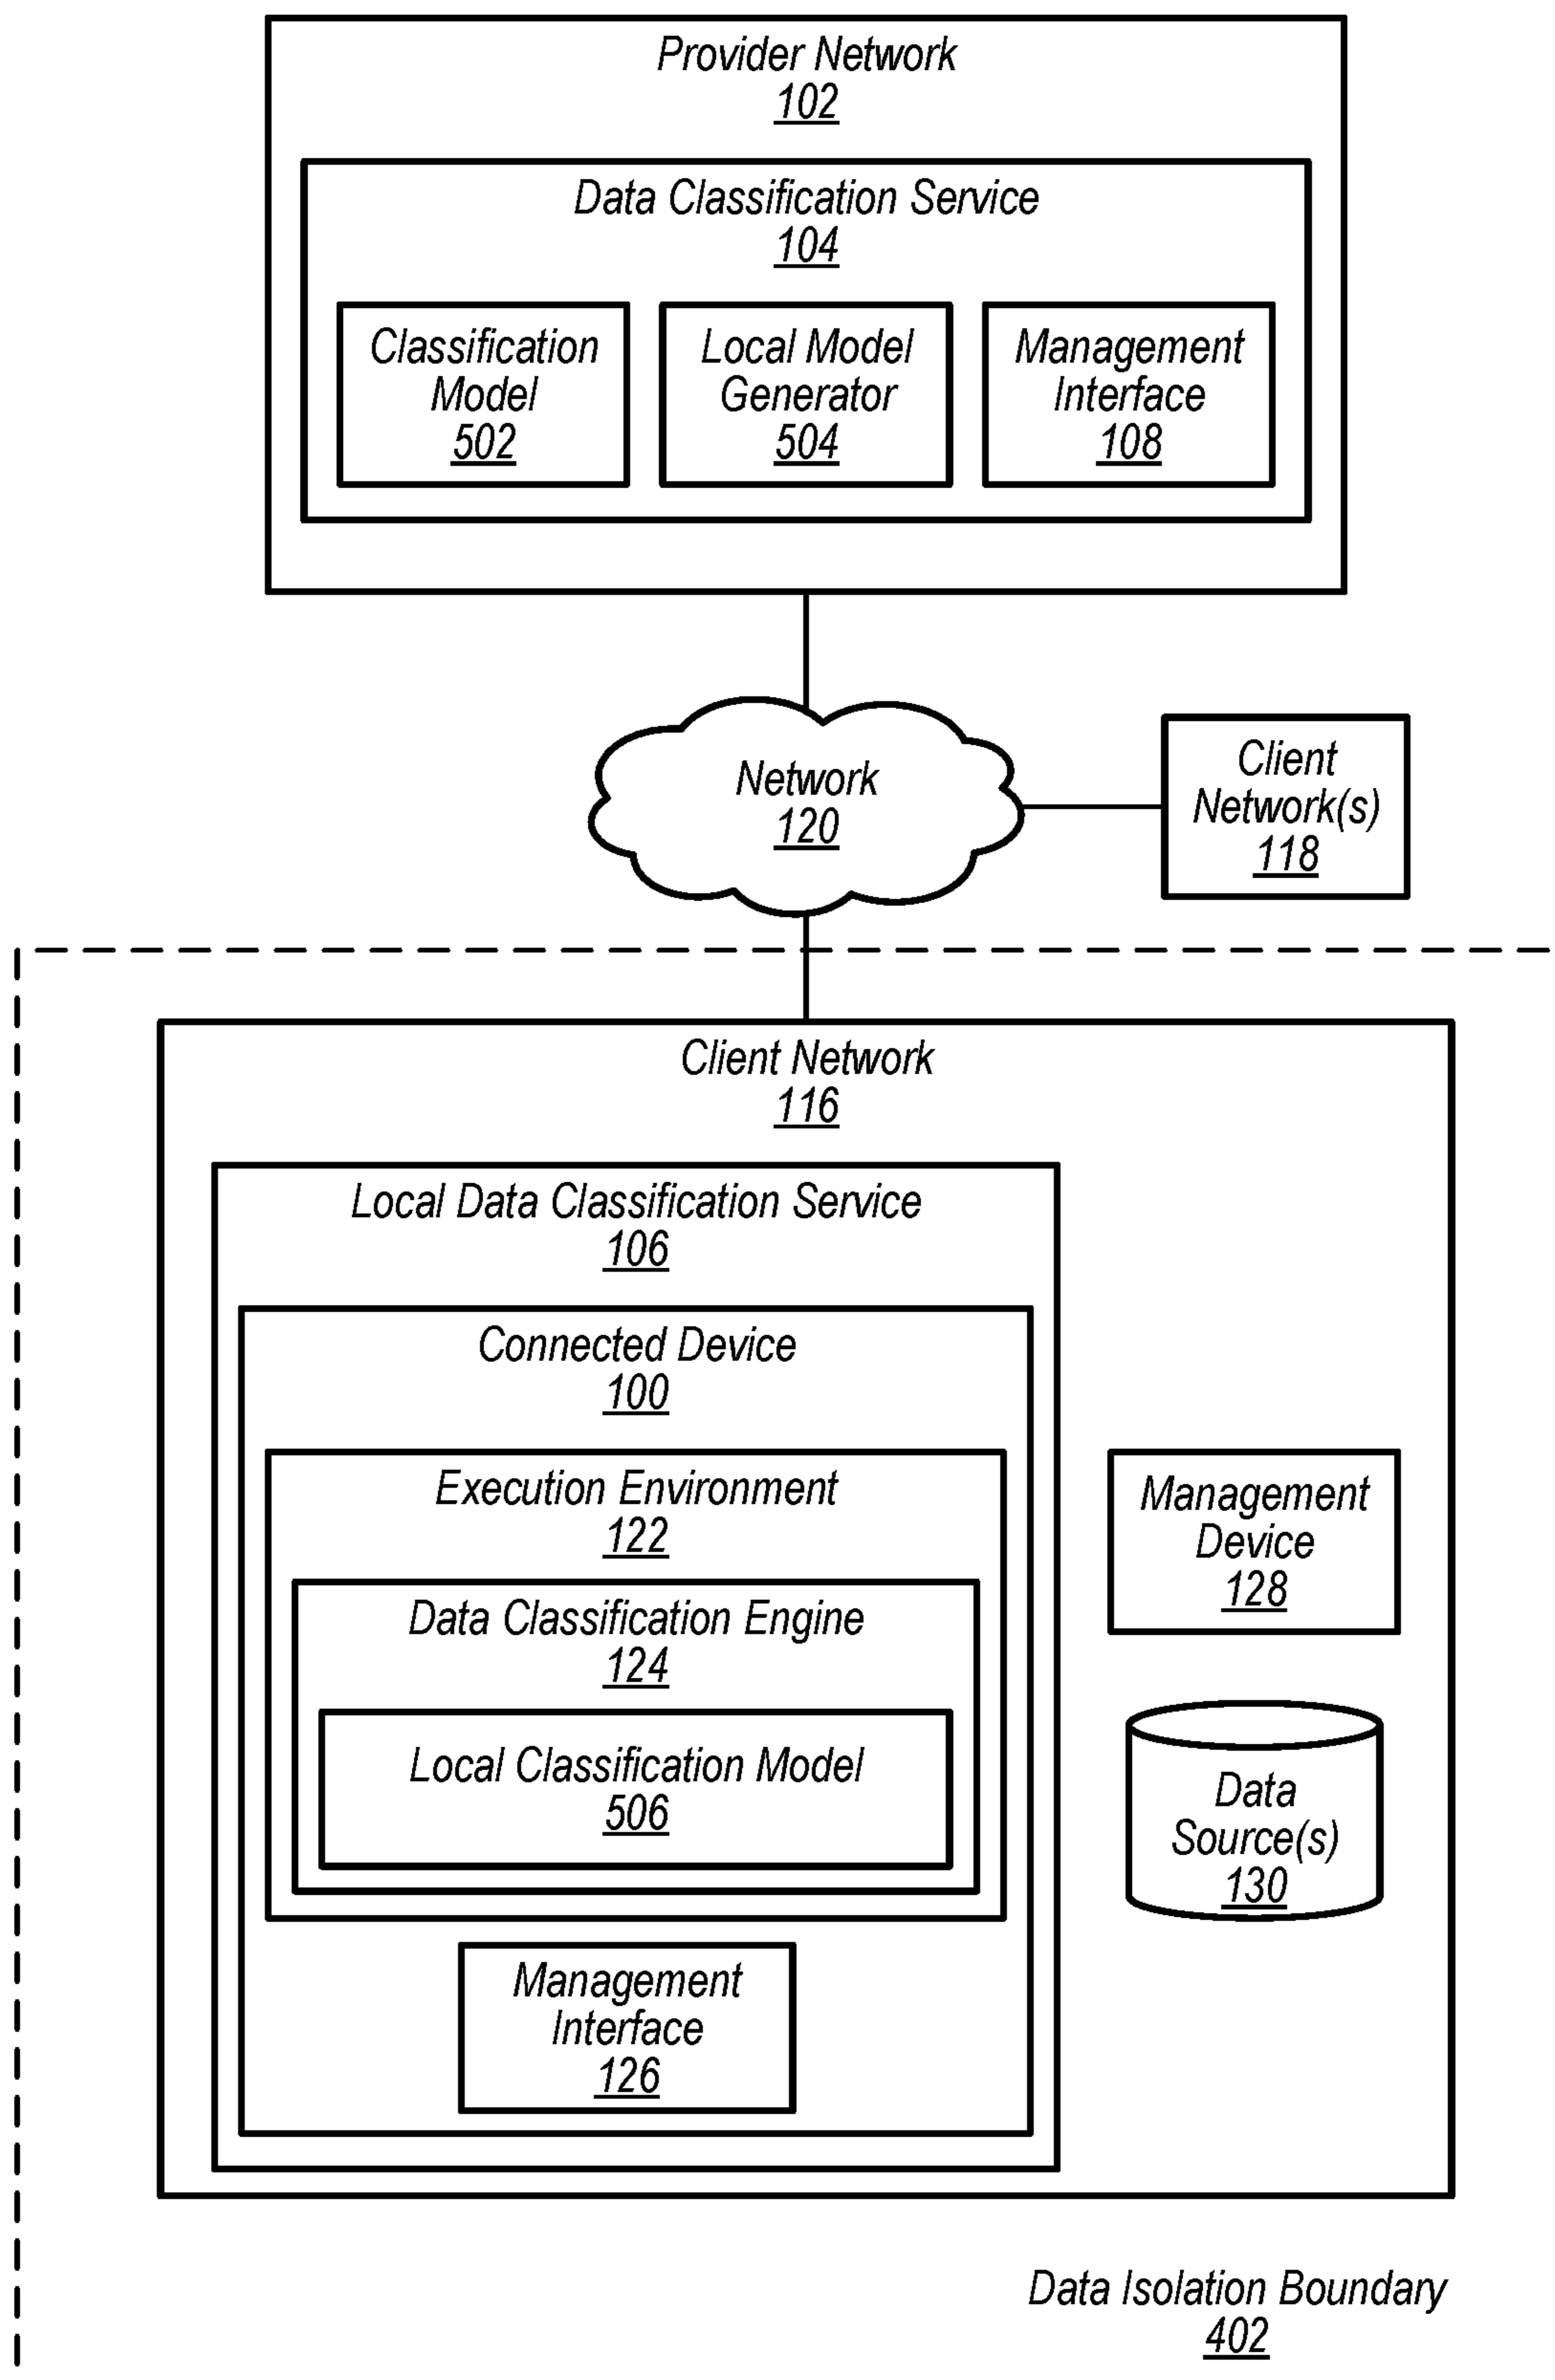 Provider Network
102
Data Classification Service
104
Classification
Model
502
Local Model
Generator
504
Management
Interface
108
Network
120
Client
Network(s)
118
Client Network
116
Local Data Classification Service
106
Connected Device
100
Execution Environment
122
Data Classification Engine
124
Local Classification Model
506
Management
Interface
126
Management
Device
128
Data
Source(s)
130
Data Isolation Boundary
402